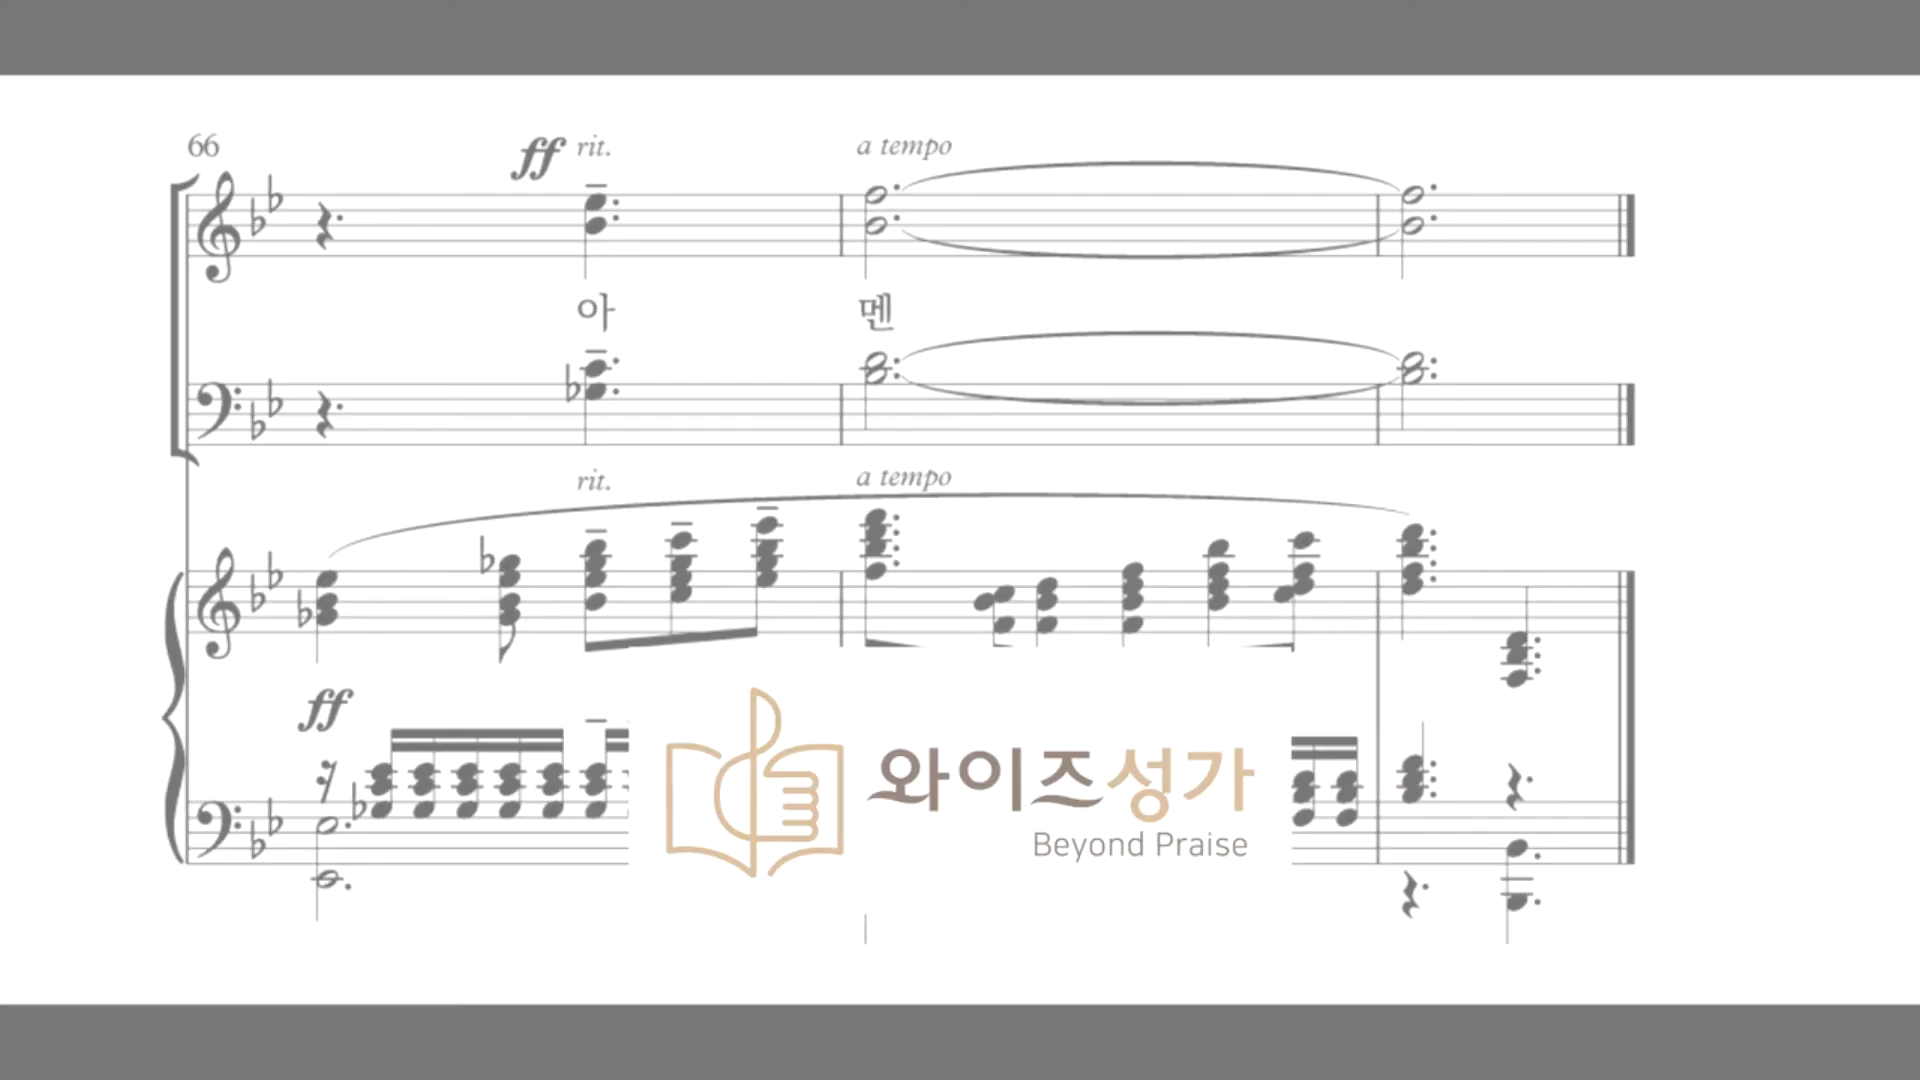 66
ff rit.
a tempo
아 멘
rit.
a tempo
ff
와이즈성가
Beyond Praise